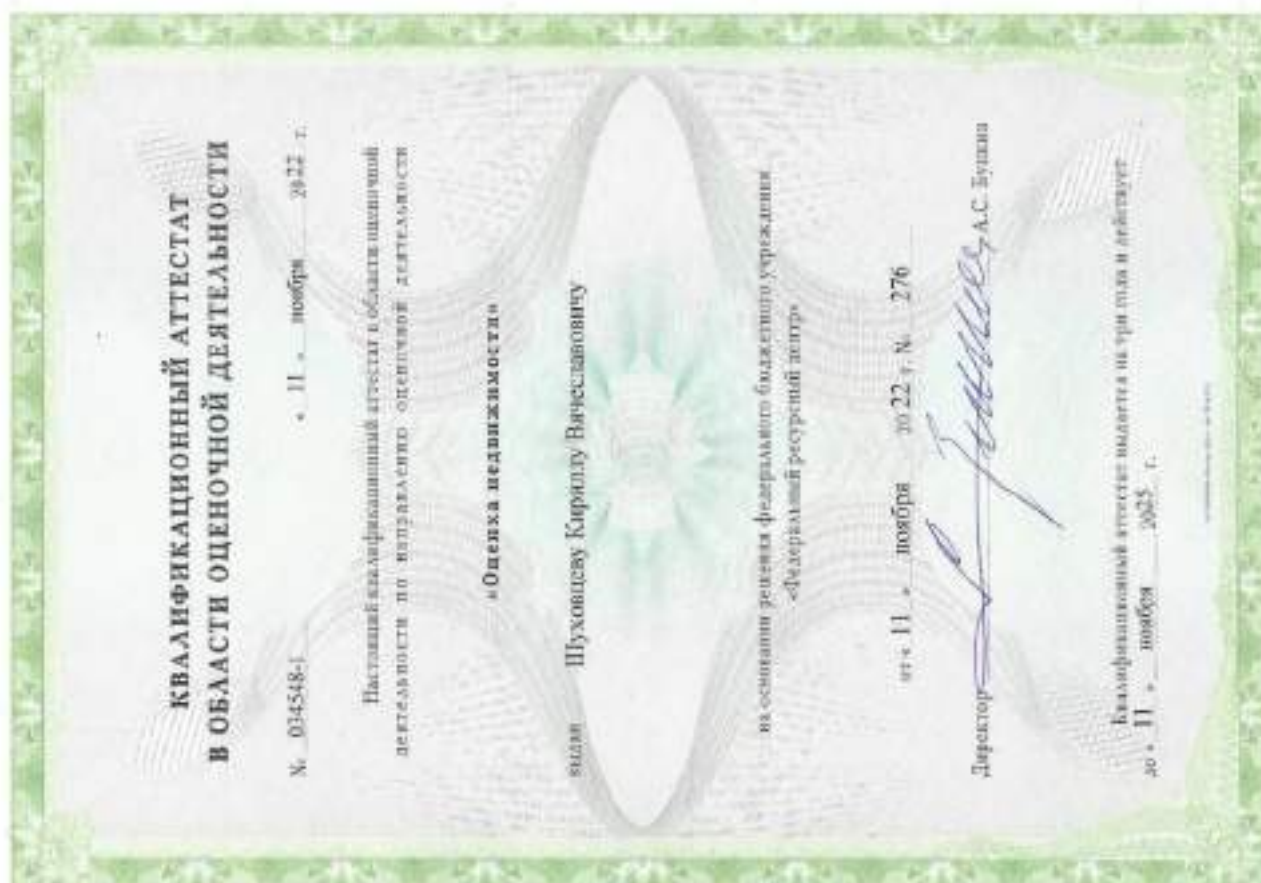 КВАЛИФИКАЦИОННЫЙ АТТЕСТАТ
В ОБЛАСТИ ОЦЕНОЧНОЙ ДЕЯТЕЛЬНОСТИ
№ 034548-1 « 11 » ноября 2022 г.
Настоящий квалификационный аттестат в области оценочной
деятельности по направлению оценочной деятельности
«Оценка недвижимости»
выдан Шуховцеву Кириллу Вячеславовичу
на основании решения федерального бюджетного учреждения
«Федеральный ресурсный центр»
от « 11 » ноября 20 22 г. № 276
Директор А.С. Бункин
Квалификационный аттестат выдается на три года и действует
до « 11 » ноября 2025 г.